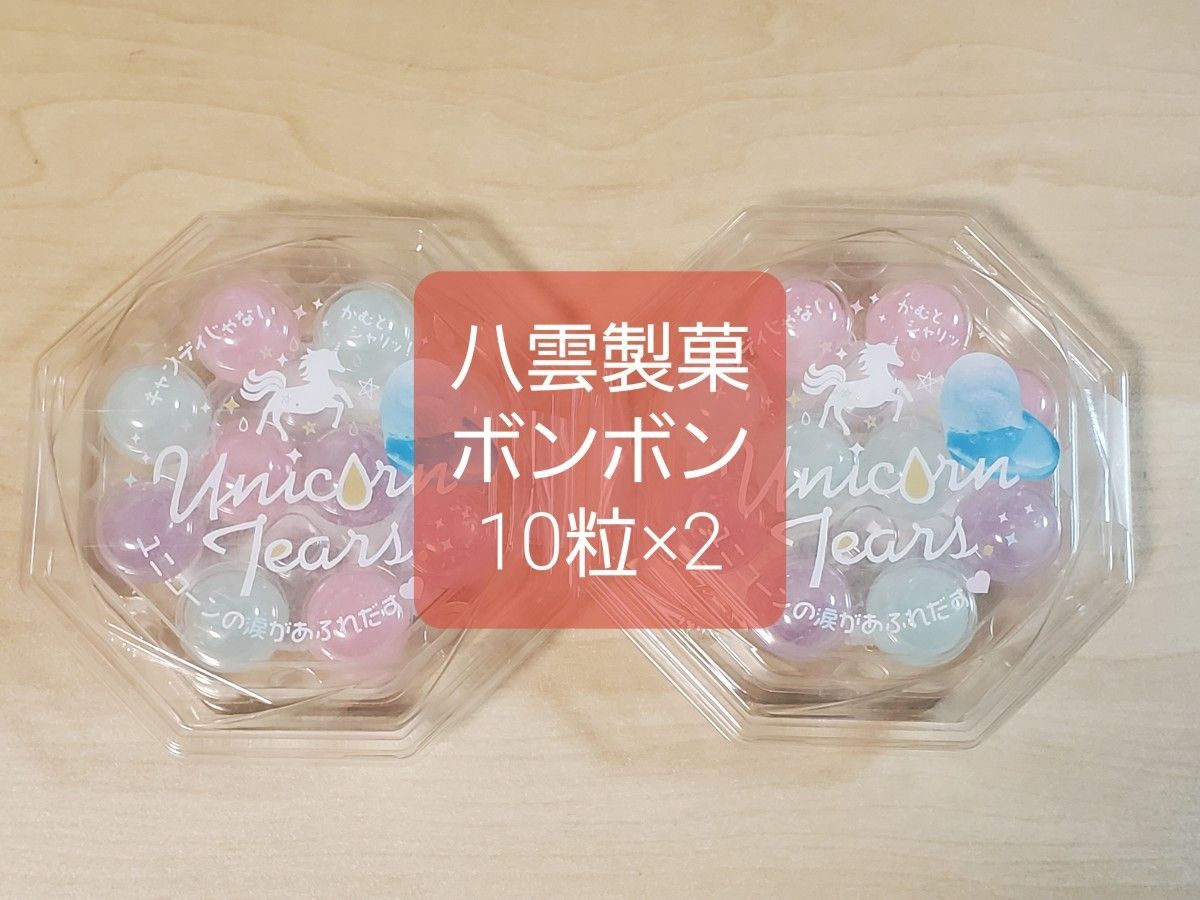 キャンディじゃない
かむと
シャリッ
Unicorn
Tears
ユニコーンの涙があふれだす
八雲製菓
ボンボン
10粒×2
かむと
シャリッ
Unicorn
Tears
の涙があふれだす